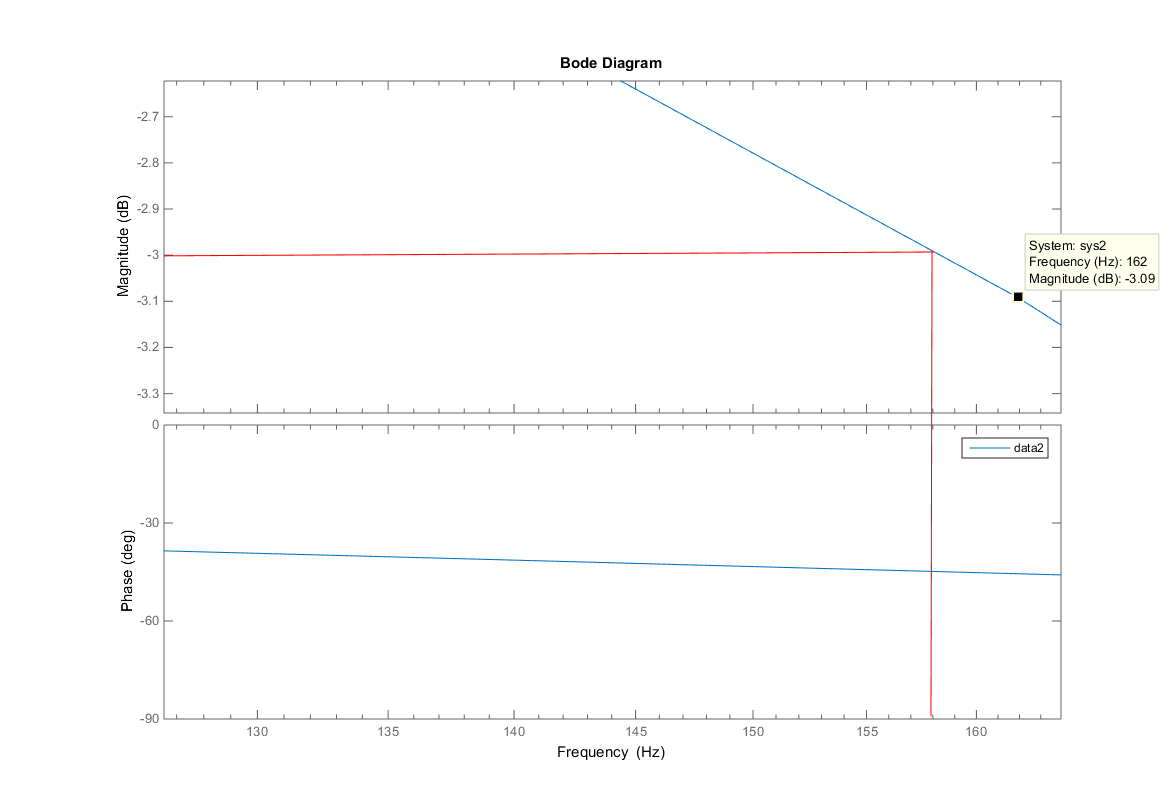 Bode Diagram
Magnitude (dB)
-2.7
-2.8
-2.9
-3
-3.1
-3.2
-3.3
System: sys2
Frequency (Hz): 162
Magnitude (dB): -3.09
Phase (deg)
0
-30
-60
-90
data2
130 135 140 145 150 155 160
Frequency (Hz)